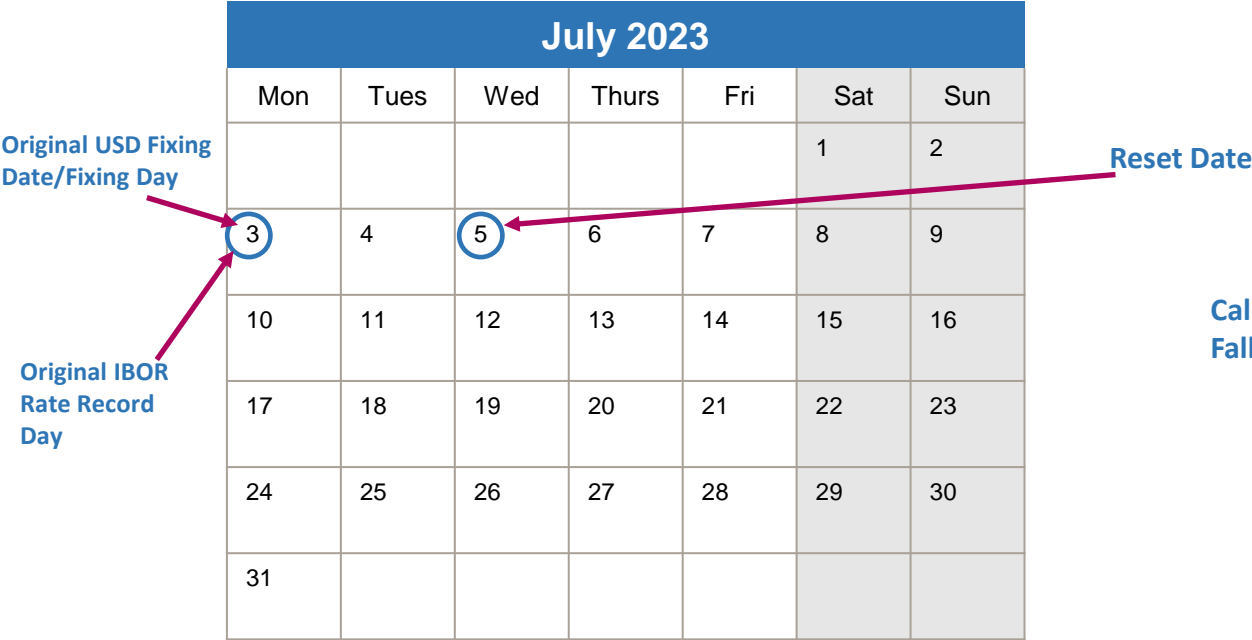 July 2023
Mon Tues Wed Thurs Fri Sat Sun
Original USD Fixing
Date/Fixing Day
1 2
Reset Date
3 4 5 6 7 8 9
10 11 12 13 14 15 16
Cal
Fall
Original IBOR
Rate Record
Day
17 18 19 20 21 22 23
24 25 26 27 28 29 30
31